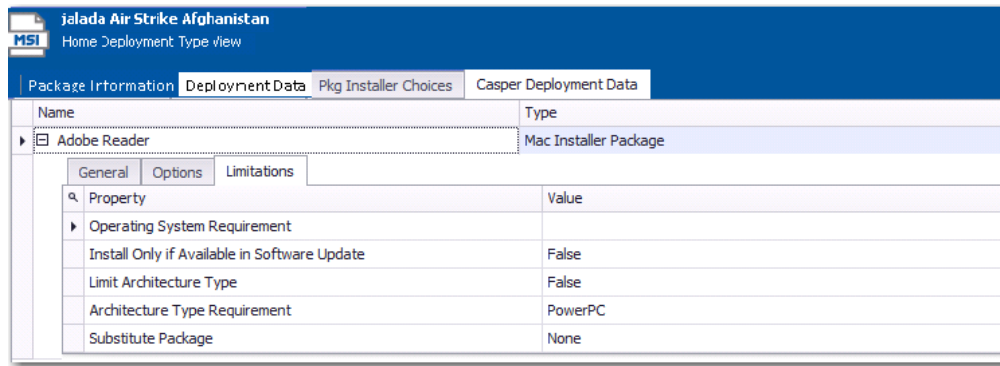 jalada Air Strike Afghanistan
MSI
Home Deployment Type View
Package Information Deployment Data Pkg Installer Choices Casper Deployment Data
Name Type
Adobe Reader Mac Installer Package
General Options Limitations
Property Value
Operating System Requirement
Install Only if Available in Software Update False
Limit Architecture Type False
Architecture Type Requirement PowerPC
Substitute Package None